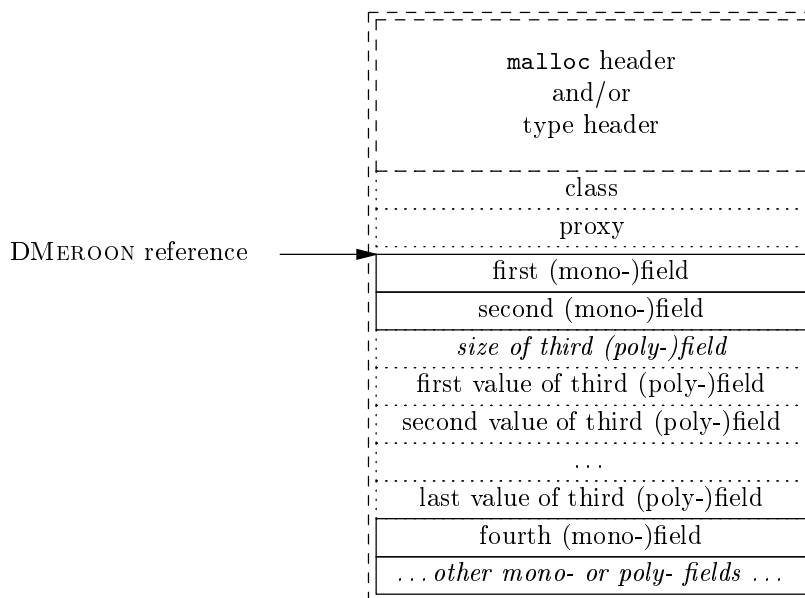 malloc header
and/or
type header
class
proxy
DMEROON reference
first (mono-)field
second (mono-)field
size of third (poly-)field
first value of third (poly-)field
second value of third (poly-)field
...
last value of third (poly-)field
fourth (mono-)field
... other mono- or poly- fields ...